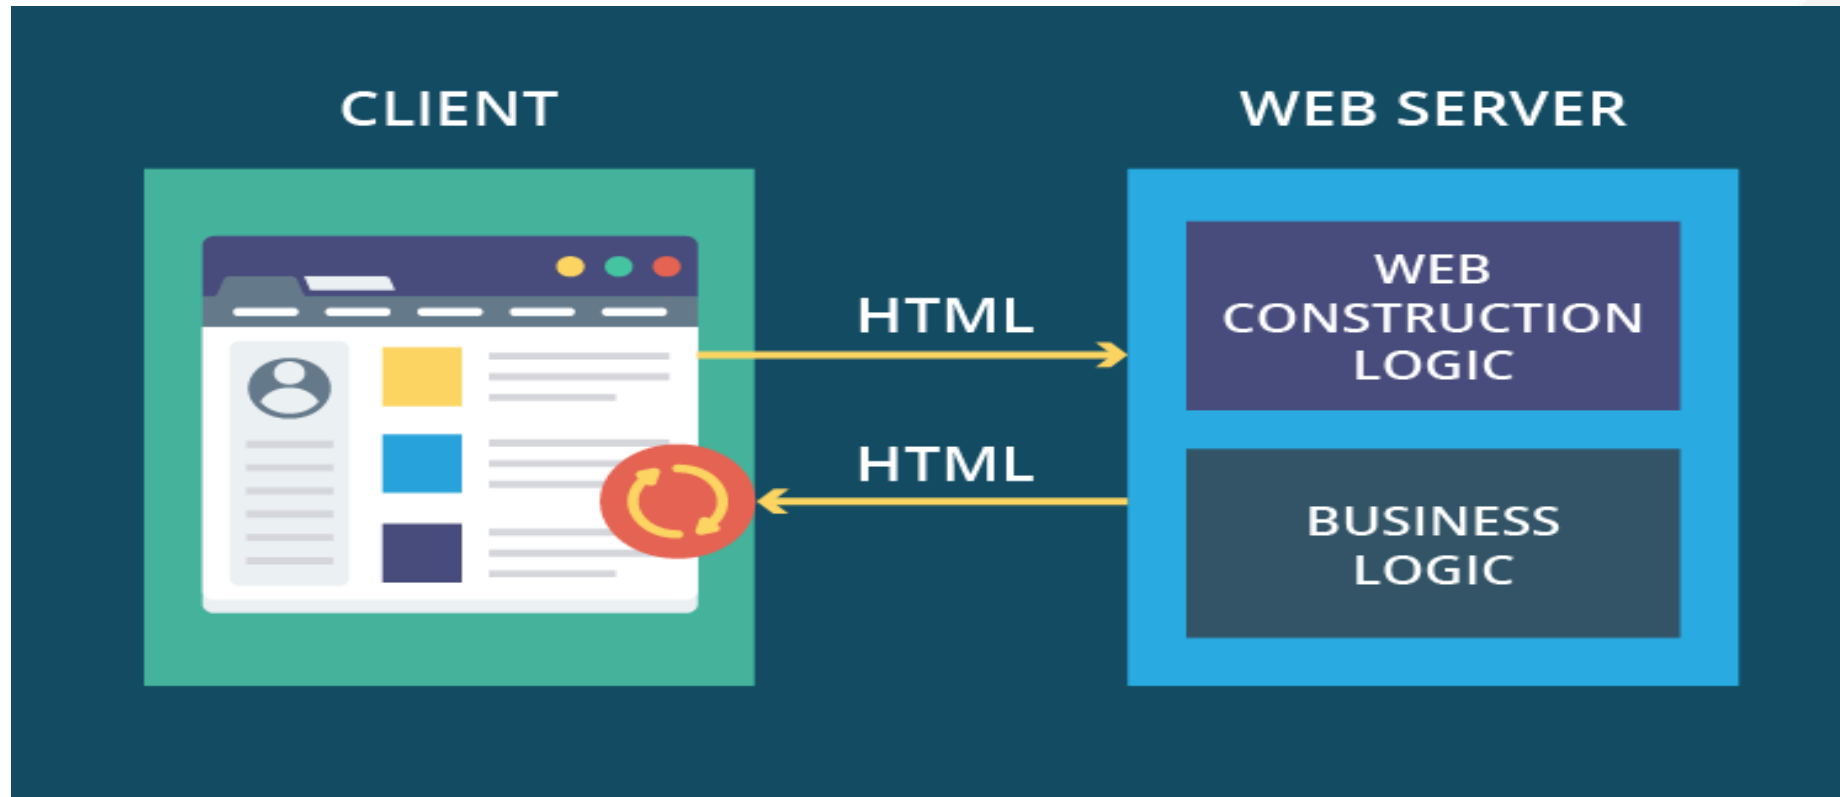 CLIENT
WEB SERVER
HTML
HTML
WEB
CONSTRUCTION
LOGIC
BUSINESS
LOGIC